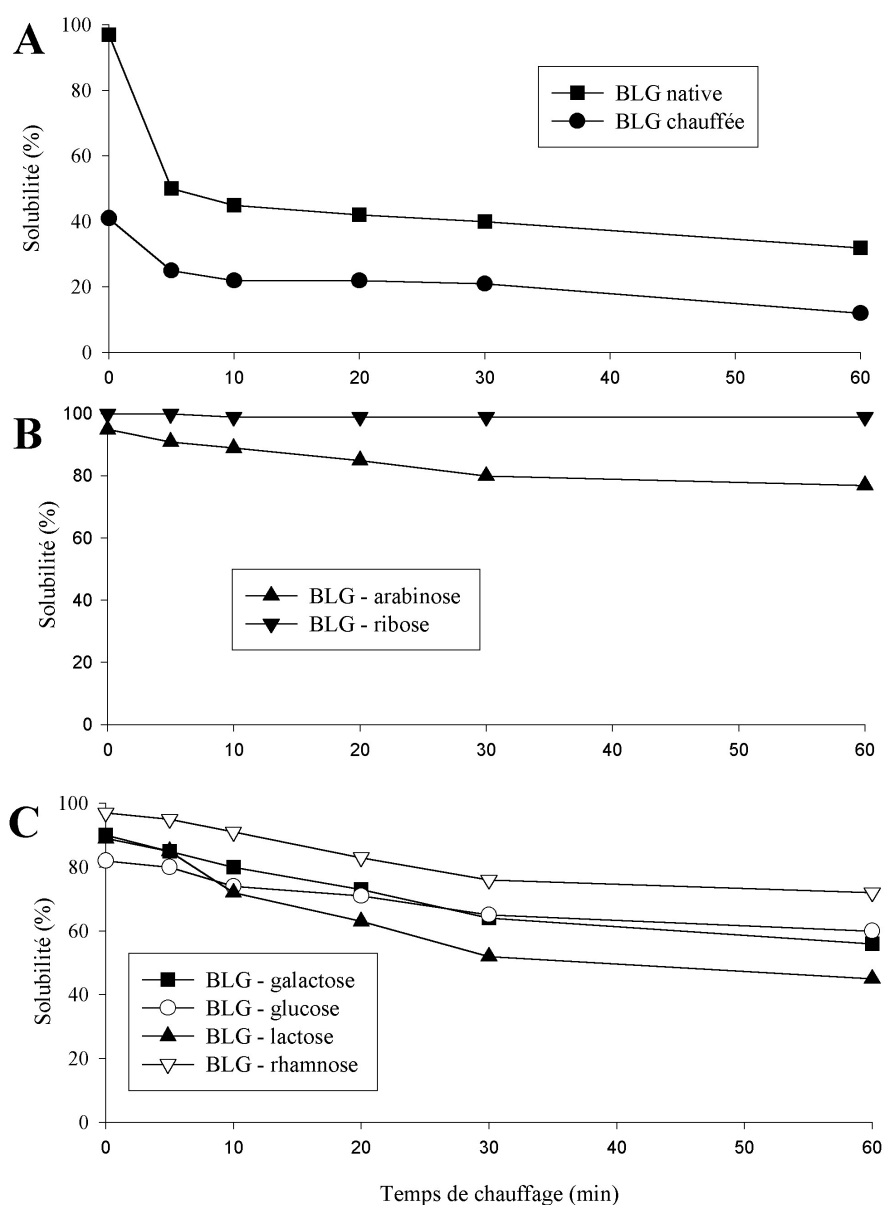 A
100
80
60
40
20
0
Solubilité (%)
BLG native
BLG chauffée
0 10 20 30 40 50 60
B
100
80
60
40
20
0
Solubilité (%)
BLG - arabinose
BLG - ribose
0 10 20 30 40 50 60
C
100
80
60
40
20
0
Solubilité (%)
BLG - galactose
BLG - glucose
BLG - lactose
BLG - rhamnose
0 10 20 30 40 50 60
Temps de chauffage (min)